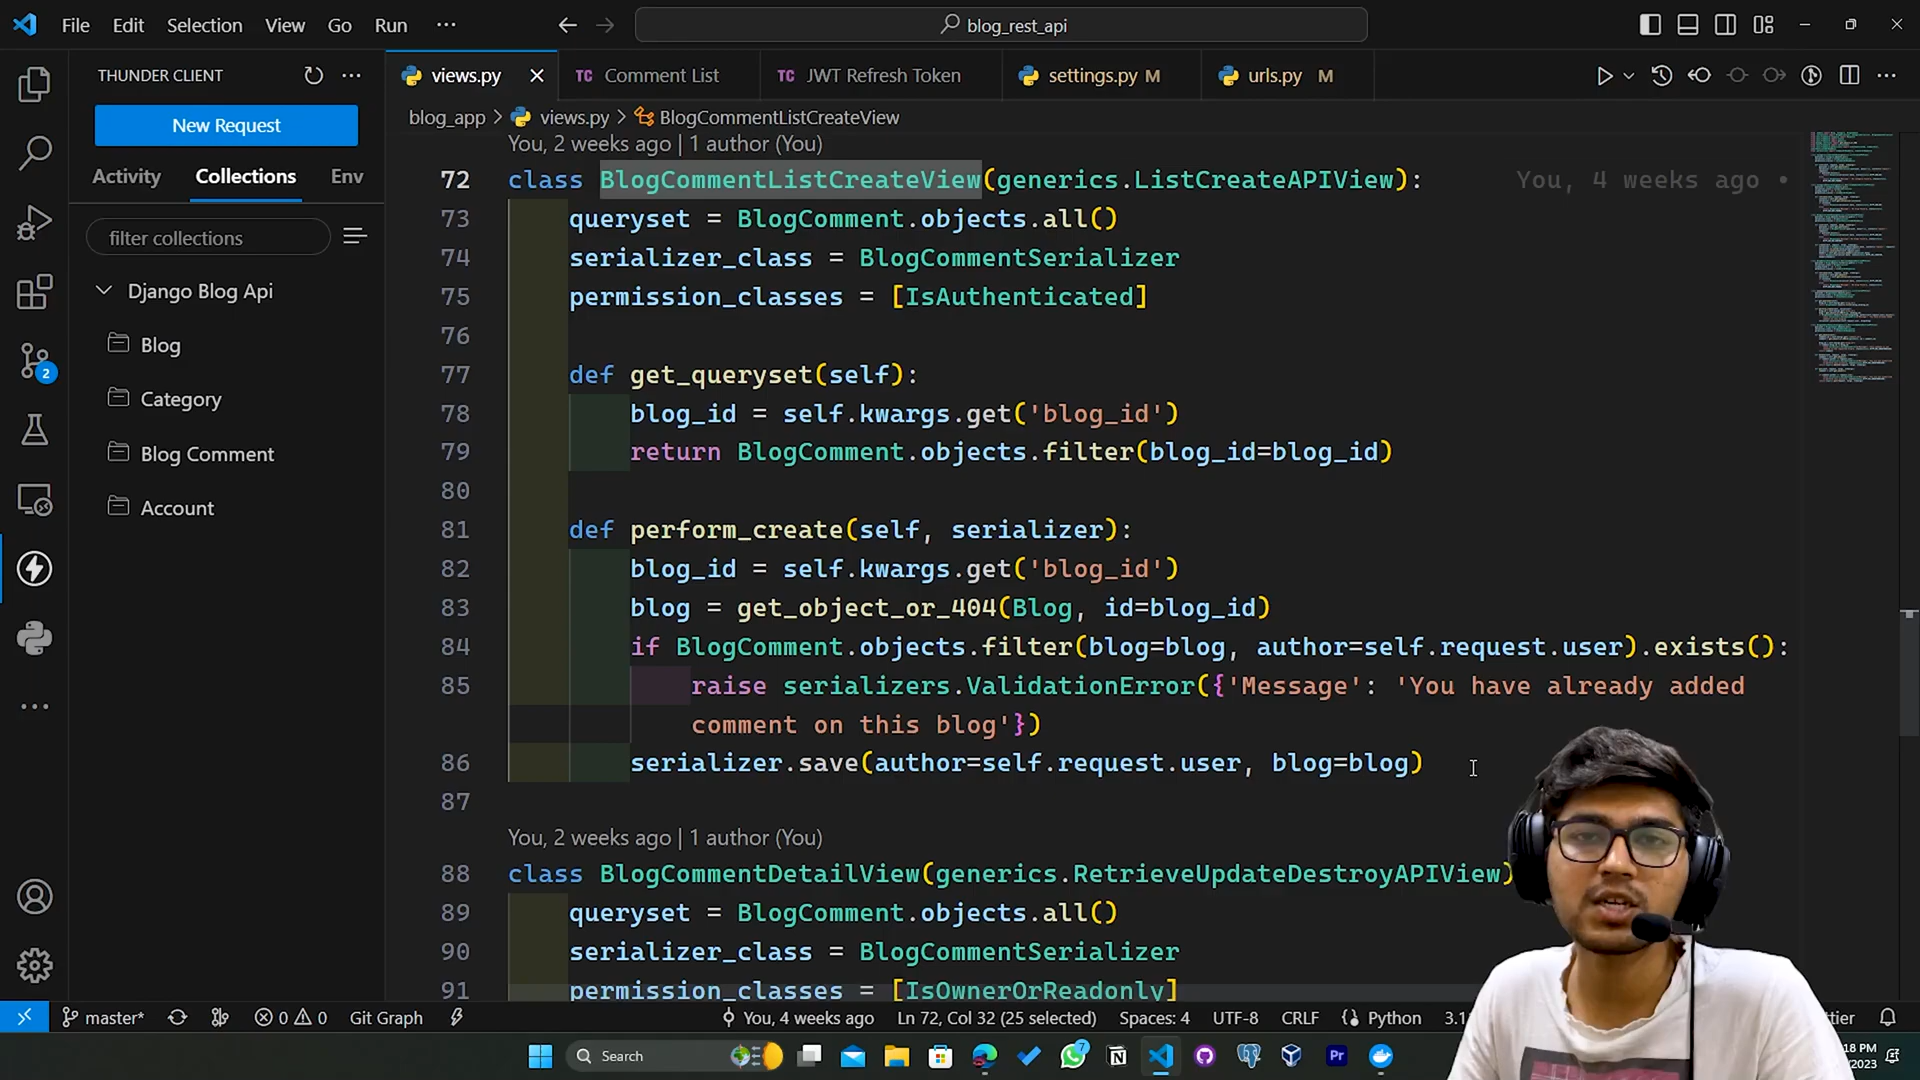 File Edit Selection View Go Run ··· blog_rest_api
THUNDER CLIENT
views.py TC Comment List TC JWT Refresh Token settings.py M urls.py M
blog_app > views.py > BlogCommentListCreateView
New Request
Activity Collections Env
filter collections
Django Blog Api
Blog
Category
Blog Comment
Account
2
You, 2 weeks ago | 1 author (You)
72 class BlogCommentListCreateView(generics.ListCreateAPIView): You, 4 weeks ago •
73 queryset = BlogComment.objects.all()
74 serializer_class = BlogCommentSerializer
75 permission_classes = [IsAuthenticated]
76
77 def get_queryset(self):
78 blog_id = self.kwargs.get('blog_id')
79 return BlogComment.objects.filter(blog_id=blog_id)
80
81 def perform_create(self, serializer):
82 blog_id = self.kwargs.get('blog_id')
83 blog = get_object_or_404(Blog, id=blog_id)
84 if BlogComment.objects.filter(blog=blog, author=self.request.user).exists():
85 raise serializers.ValidationError({'Message': 'You have already added
comment on this blog'})
86 serializer.save(author=self.request.user, blog=blog)
87
You, 2 weeks ago | 1 author (You)
88 class BlogCommentDetailView(generics.RetrieveUpdateDestroyAPIView)
89 queryset = BlogComment.objects.all()
90 serializer_class = BlogCommentSerializer
91 permission_classes = [IsOwnerOrReadonly]
master* 0 0 Git Graph You, 4 weeks ago Ln 72, Col 32 (25 selected) Spaces: 4 UTF-8 CRLF Python
Search 7 Pr